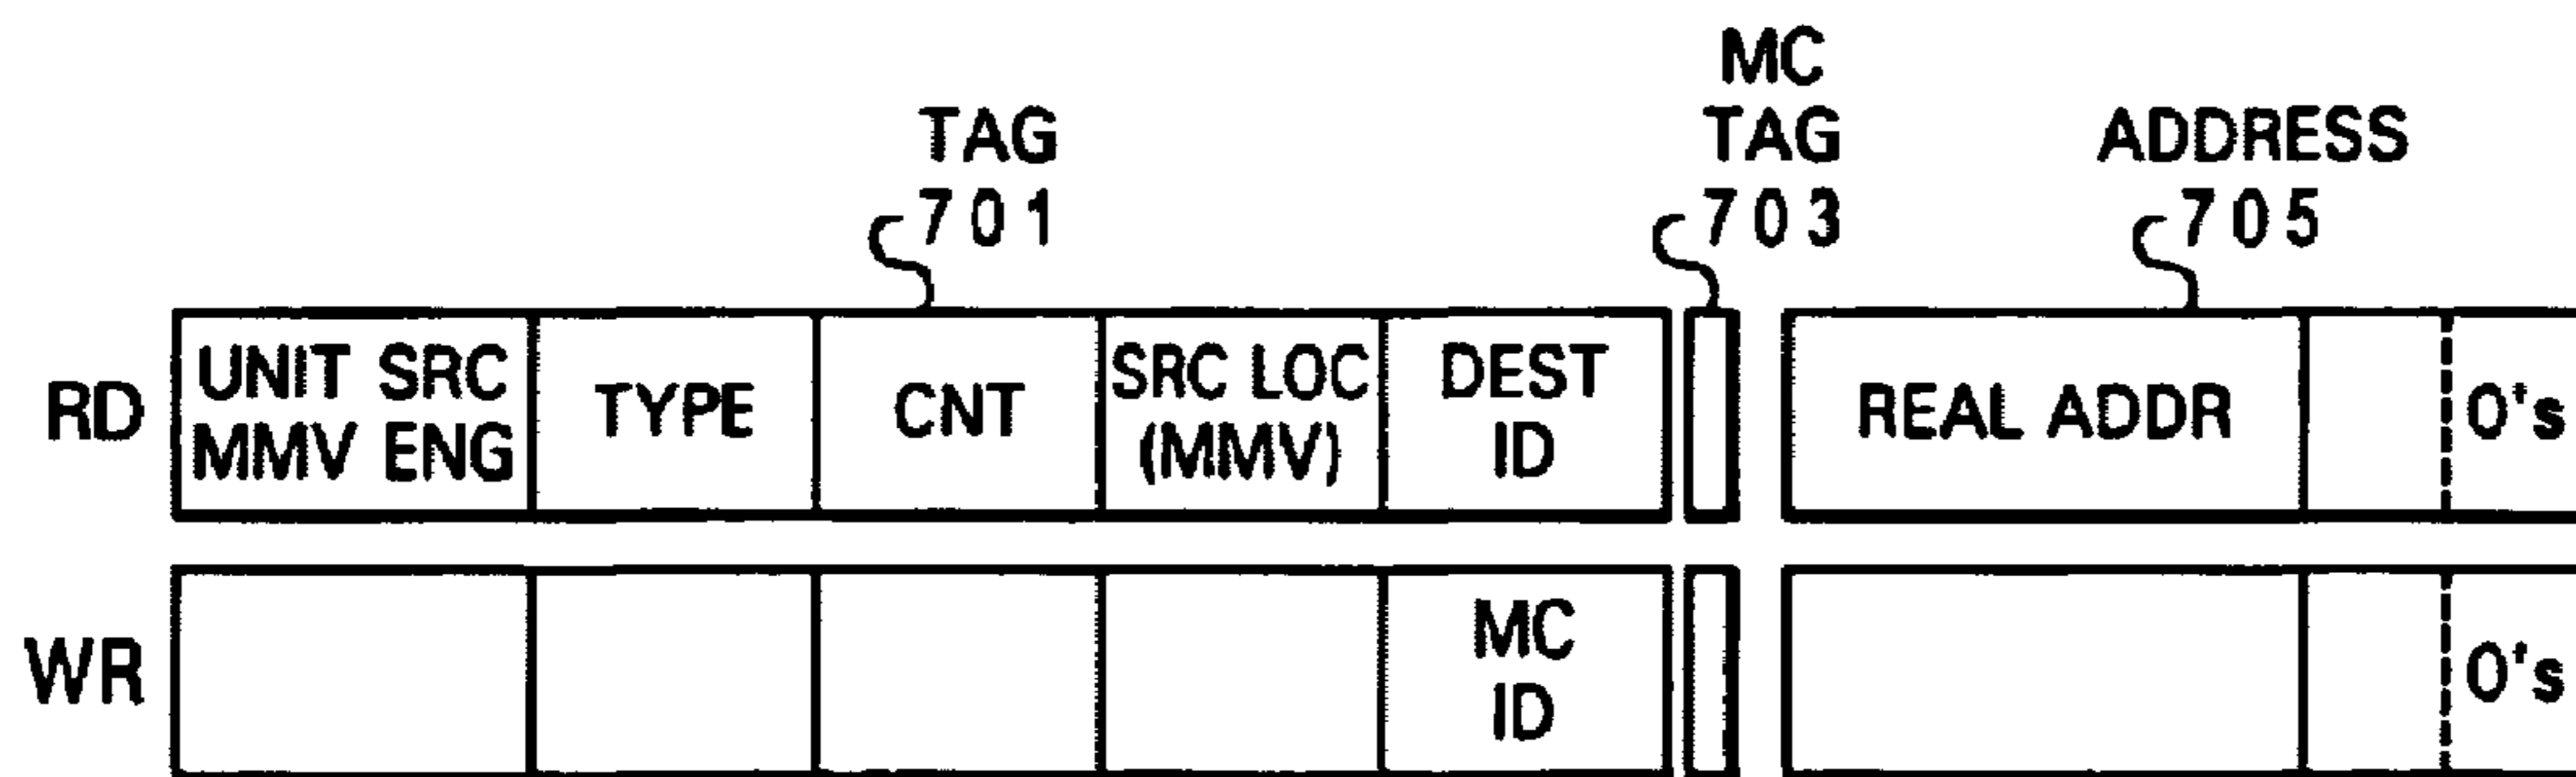 MC
TAG TAG ADDRESS
701 703 705
RD UNIT SRC MMV ENG TYPE CNT SRC LOC (MMV) DEST ID REAL ADDR 0's
WR MC ID 0's